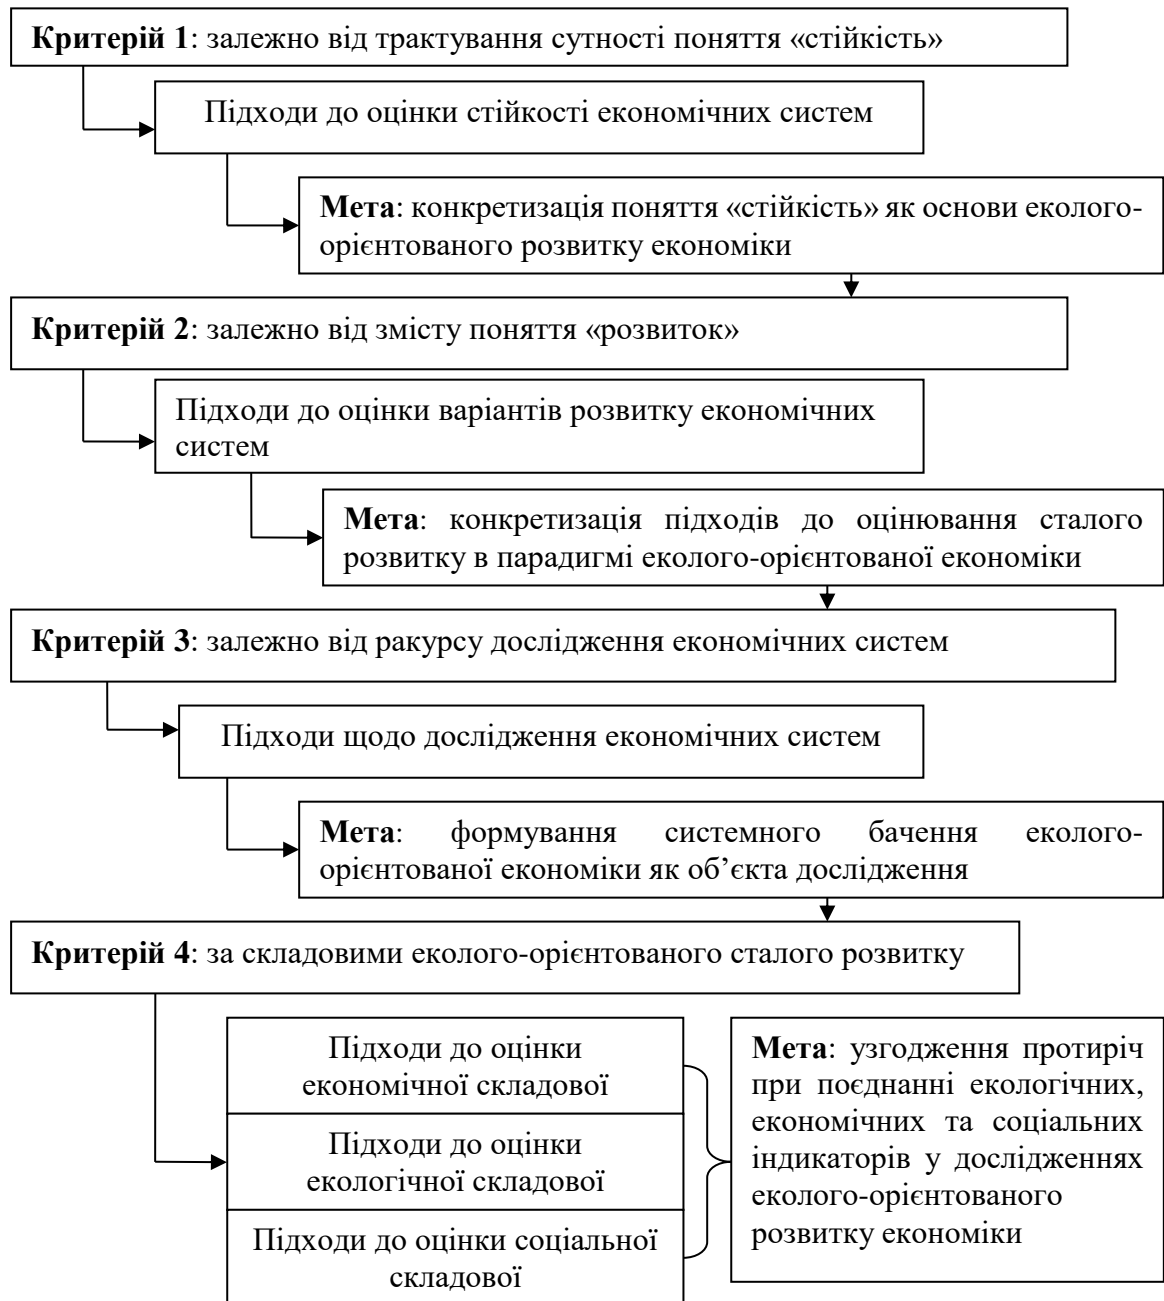 Критерій 1: залежно від трактування сутності поняття «стійкість»
Підходи до оцінки стійкості економічних систем
Мета: конкретизація поняття «стійкість» як основи еколого-
орієнтованого розвитку економіки
Критерій 2: залежно від змісту поняття «розвиток»
Підходи до оцінки варіантів розвитку економічних
систем
Мета: конкретизація підходів до оцінювання сталого
розвитку в парадигмі еколого-орієнтованої економіки
Критерій 3: залежно від ракурсу дослідження економічних систем
Підходи щодо дослідження економічних систем
Мета: формування системного бачення еколого-
орієнтованої економіки як об’єкта дослідження
Критерій 4: за складовими еколого-орієнтованого сталого розвитку
Підходи до оцінки
економічної складової
Підходи до оцінки
екологічної складової
Підходи до оцінки соціальної
складової
Мета: узгодження протиріч
при поєднанні екологічних,
економічних та соціальних
індикаторів у дослідженнях
еколого-орієнтованого
розвитку економіки